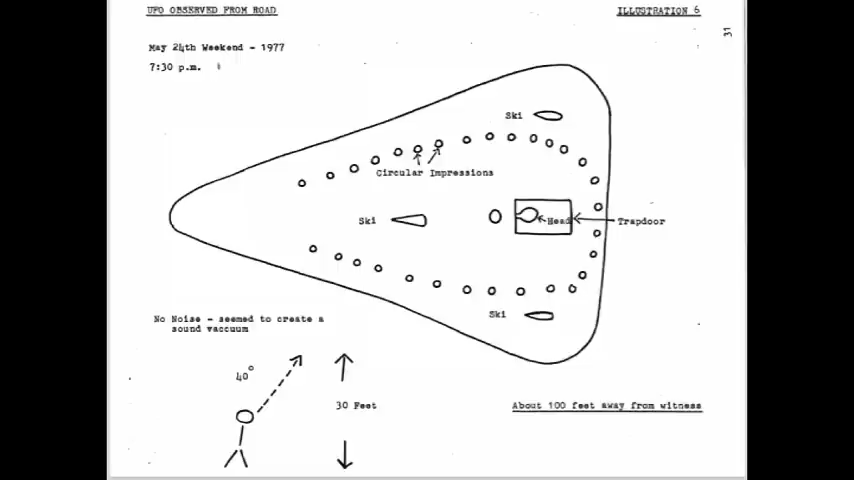 UFO OBSERVED FROM ROAD
ILLUSTRATION 6
31
May 24th Weekend - 1977
7:30 p.m.
Ski
Circular Impressions
Ski
Head
Trapdoor
Ski
No Noise - seemed to create a
sound vaccuum
40°
30 Feet
About 100 feet away from witness